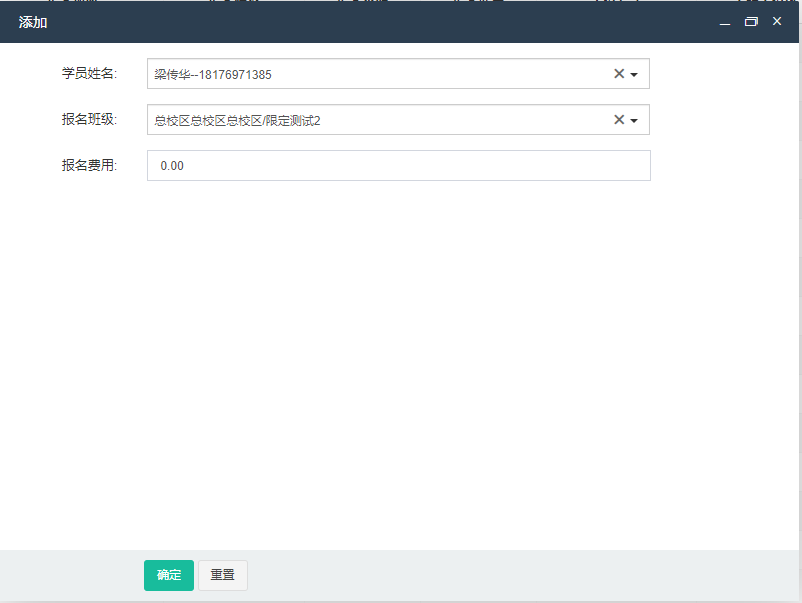 添加
学员姓名: 梁传华--18176971385
报名班级: 总校区总校区总校区/限定测试2
报名费用: 0.00
确定 重置